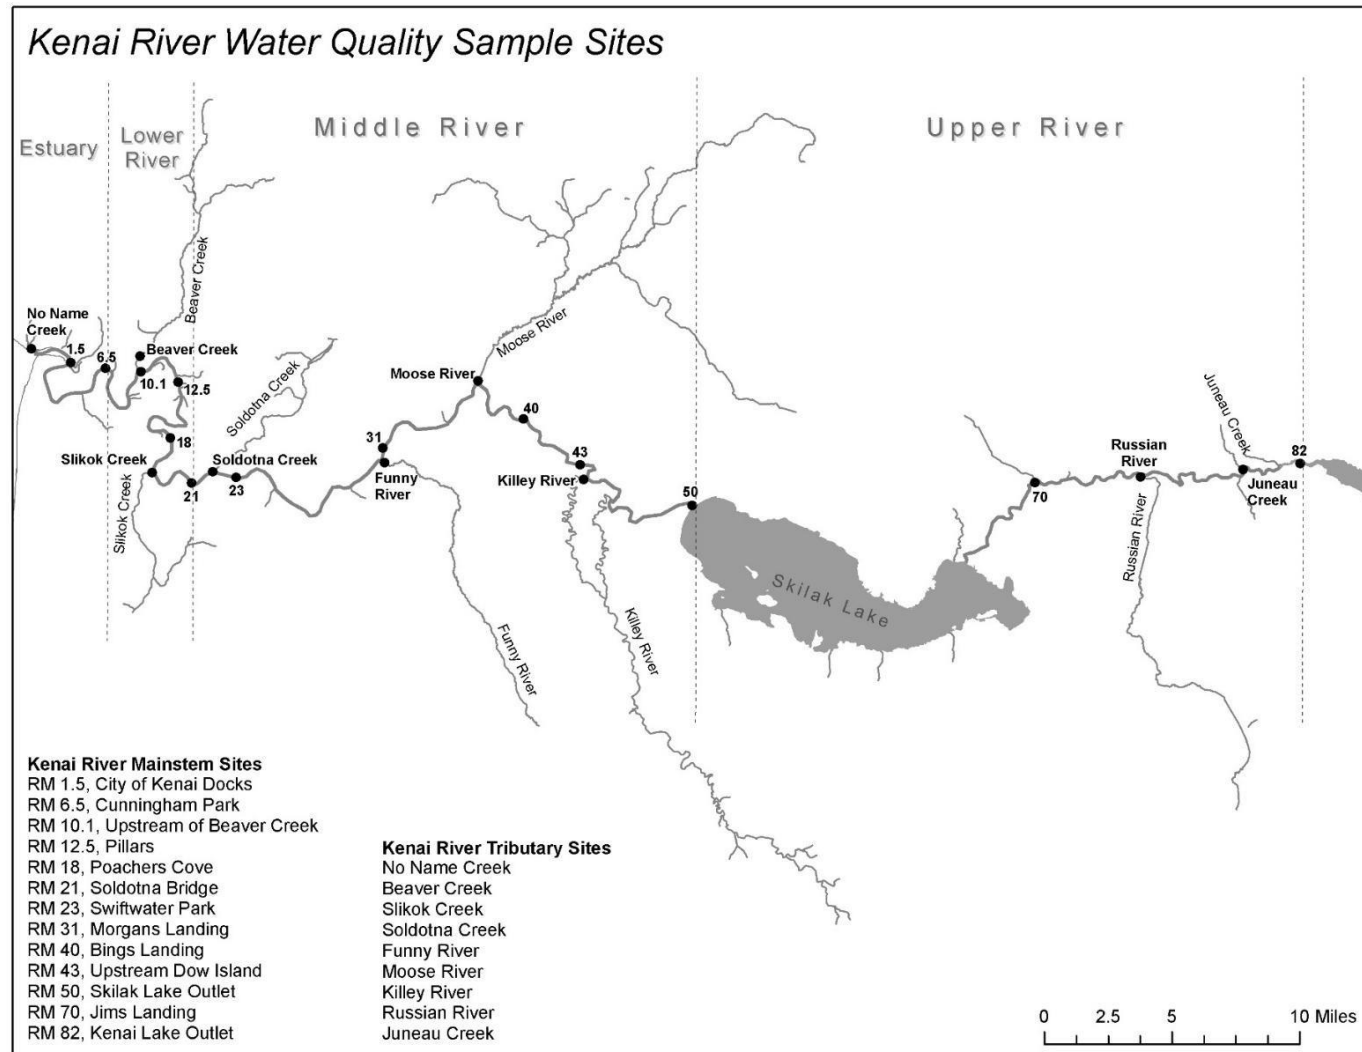 Kenai River Water Quality Sample Sites
Estuary
Lower
River
Middle River
Upper River
No Name
Creek
1.5
6.5
Beaver Creek
Beaver Creek
10.1
12.5
18
Slikok Creek
Slikok Creek
21
Soldotna Creek
Soldotna Creek
23
31
Funny
River
Funny River
Moose River
Moose River
40
43
Killey River
Killey River
50
Skilak Lake
70
Russian
River
Russian River
Juneau Creek
Juneau
Creek
82
Kenai River Mainstem Sites
RM 1.5, City of Kenai Docks
RM 6.5, Cunningham Park
RM 10.1, Upstream of Beaver Creek
RM 12.5, Pillars
RM 18, Poachers Cove
RM 21, Soldotna Bridge
RM 23, Swiftwater Park
RM 31, Morgans Landing
RM 40, Bings Landing
RM 43, Upstream Dow Island
RM 50, Skilak Lake Outlet
RM 70, Jims Landing
RM 82, Kenai Lake Outlet
Kenai River Tributary Sites
No Name Creek
Beaver Creek
Slikok Creek
Soldotna Creek
Funny River
Moose River
Killey River
Russian River
Juneau Creek
0 2.5 5 10 Miles